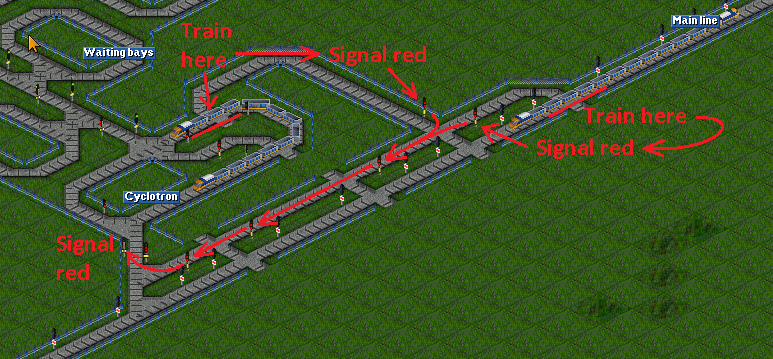 Main line
Train
here
Signal red
Waiting bays
Train here
Signal red
Cyclotron
Signal
red